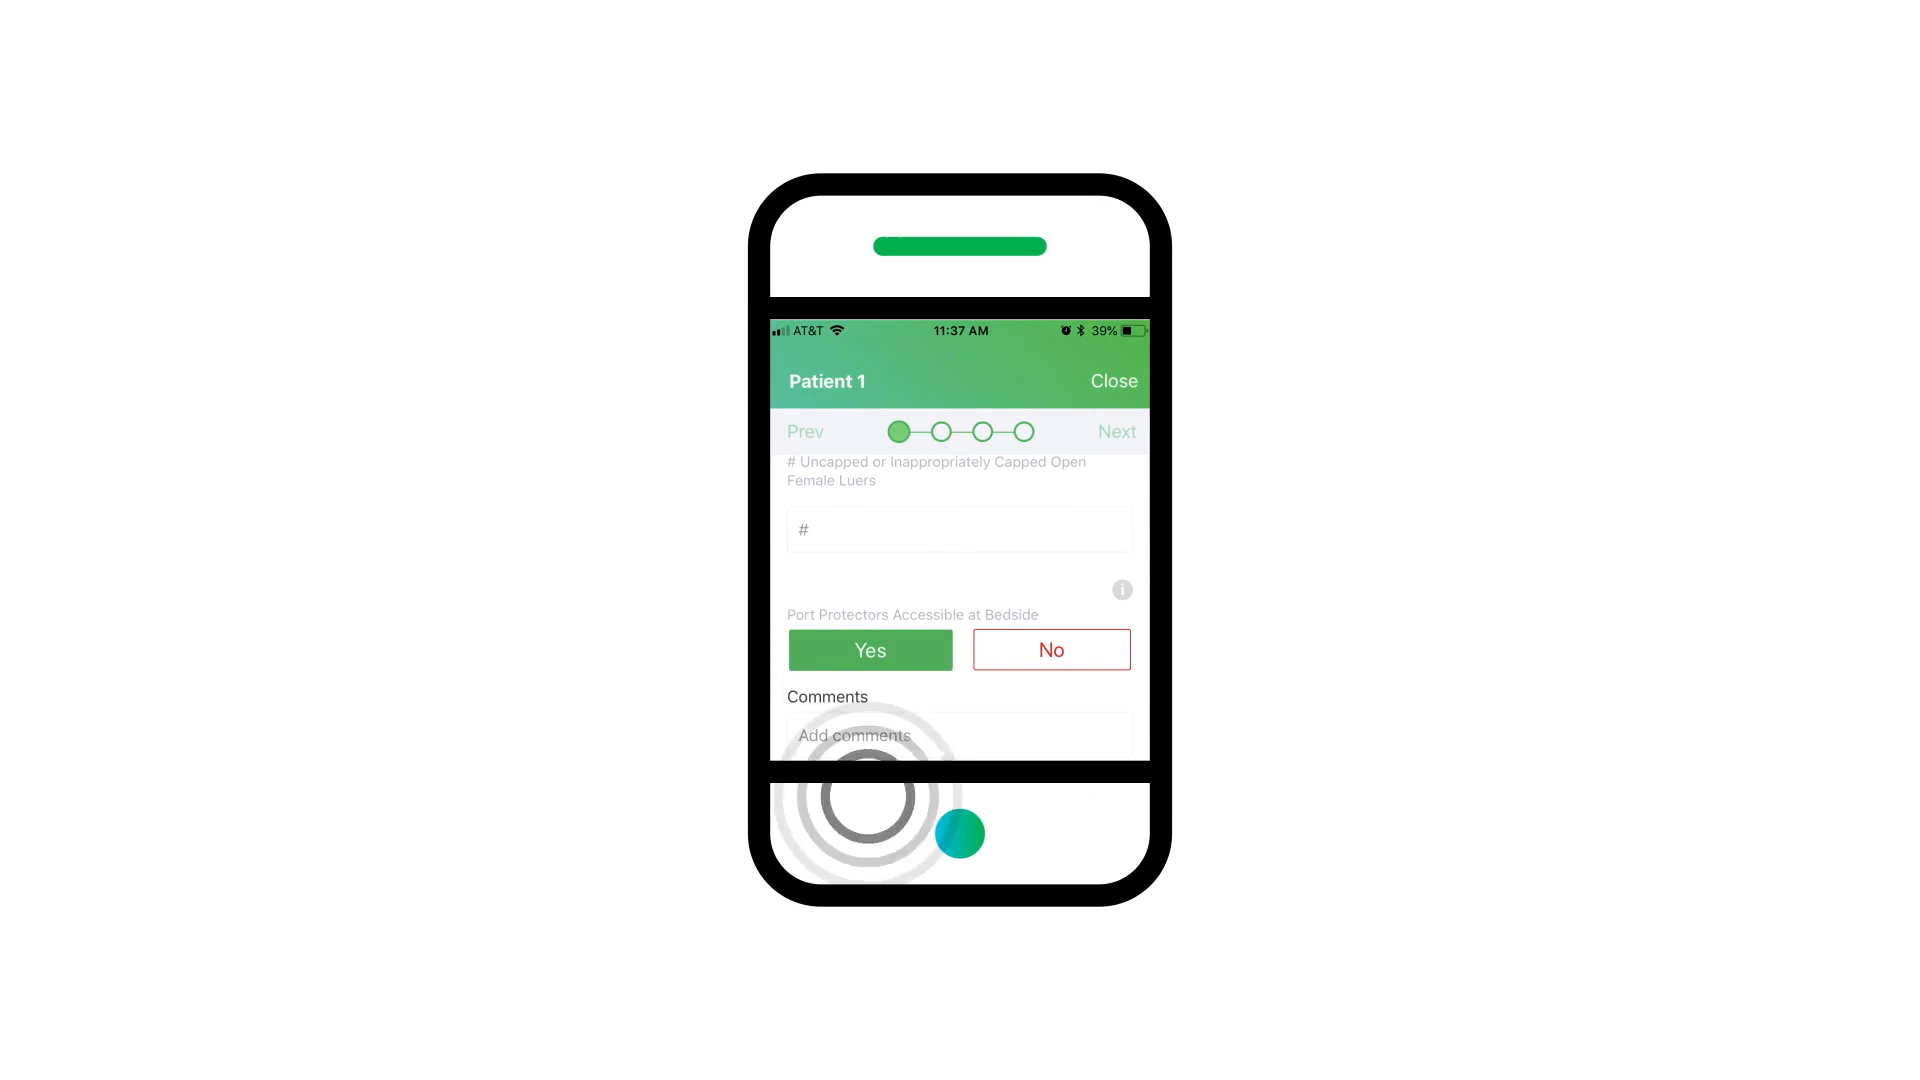 AT&T 11:37 AM 39%
Patient 1 Close
Prev Next
# Uncapped or Inappropriately Capped Open
Female Luers
#
i
Port Protectors Accessible at Bedside
Yes No
Comments
Add comments